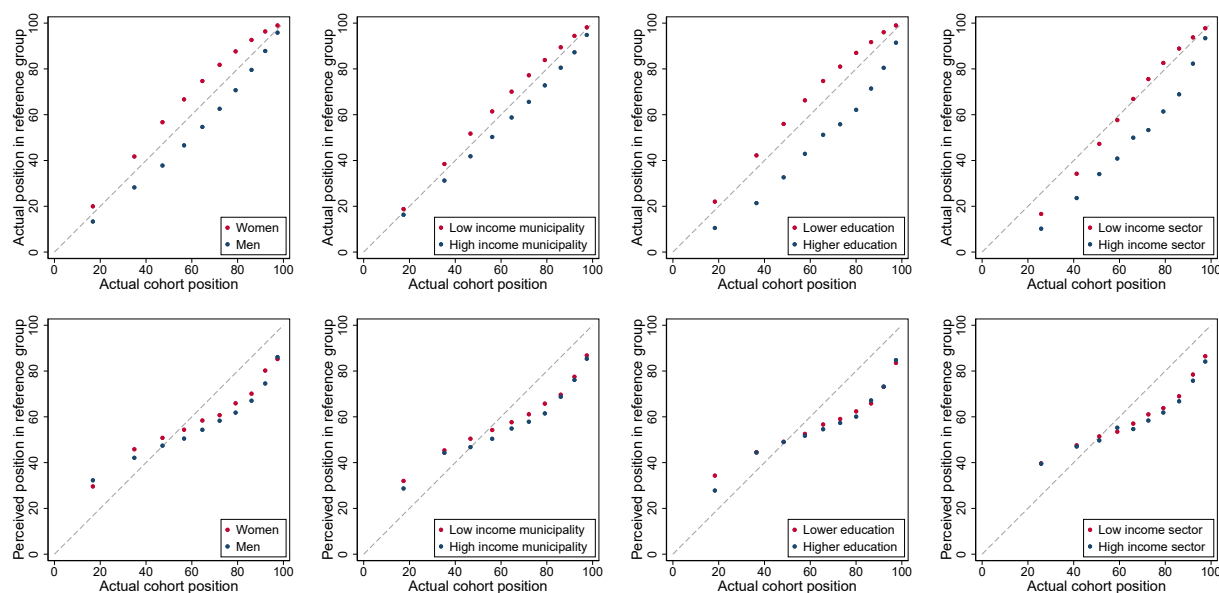 Actual position in reference group
0 20 40 60 80 100
Women
Men
0 20 40 60 80 100
Actual cohort position
Actual position in reference group
0 20 40 60 80 100
Low income municipality
High income municipality
0 20 40 60 80 100
Actual cohort position
Actual position in reference group
0 20 40 60 80 100
Lower education
Higher education
0 20 40 60 80 100
Actual cohort position
Actual position in reference group
0 20 40 60 80 100
Low income sector
High income sector
0 20 40 60 80 100
Actual cohort position
Perceived position in reference group
0 20 40 60 80 100
Women
Men
0 20 40 60 80 100
Actual cohort position
Perceived position in reference group
0 20 40 60 80 100
Low income municipality
High income municipality
0 20 40 60 80 100
Actual cohort position
Perceived position in reference group
0 20 40 60 80 100
Lower education
Higher education
0 20 40 60 80 100
Actual cohort position
Perceived position in reference group
0 20 40 60 80 100
Low income sector
High income sector
0 20 40 60 80 100
Actual cohort position